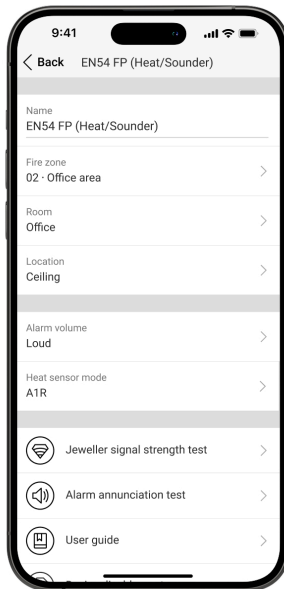 9:41
Back EN54 FP (Heat/Sounder)
Name
EN54 FP (Heat/Sounder)
Fire zone
02 · Office area
Room
Office
Location
Ceiling
Alarm volume
Loud
Heat sensor mode
A1R
Jeweller signal strength test
Alarm annunciation test
User guide